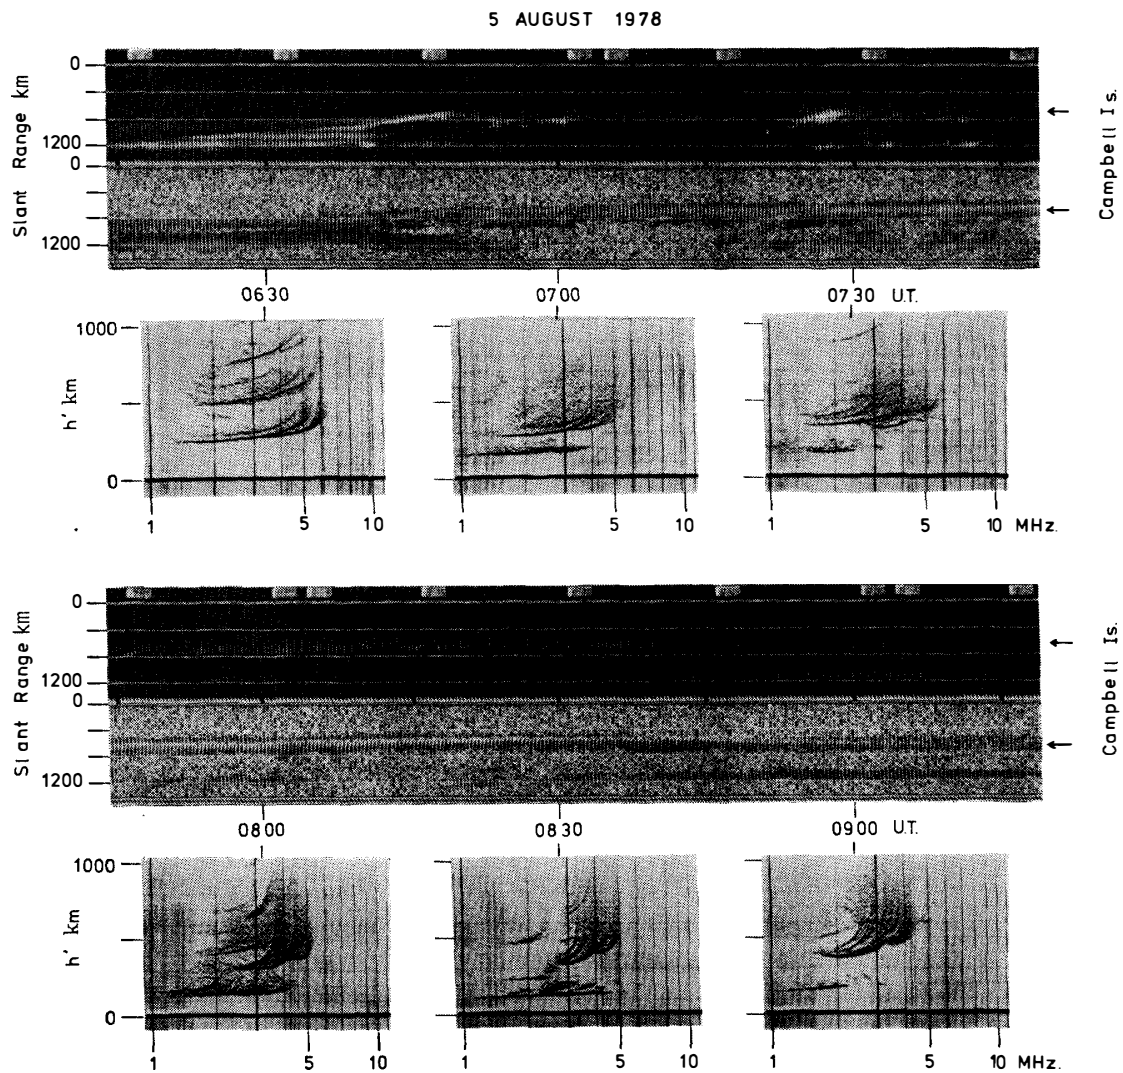 5 AUGUST 1978
Slant Range km
0
1200
0
1200
Campbell Is.
0630
0700
0730 U.T.
h' km
1000
0
1 5 10
1 5 10
1 5 10 MHz.
Slant Range km
0
1200
0
1200
Campbell Is.
0800
0830
0900 U.T.
h' km
1000
0
1 5 10
1 5 10
1 5 10 MHz.